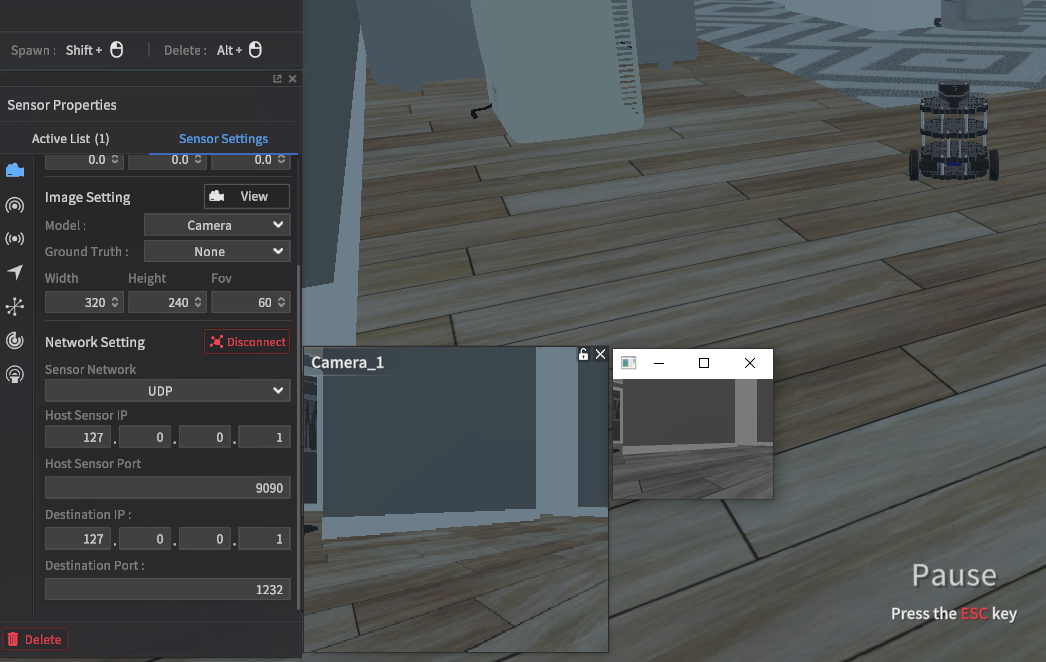 Spawn : Shift + Delete : Alt +
Sensor Properties
Active List (1) Sensor Settings
0.0 0.0 0.0
Image Setting View
Model : Camera
Ground Truth : None
Width Height Fov
320 240 60
Network Setting Disconnect
Sensor Network
UDP
Host Sensor IP
127 . 0 . 0 . 1
Host Sensor Port
9090
Destination IP :
127 . 0 . 0 . 1
Destination Port :
1232
Delete
Camera_1
Pause
Press the ESC key